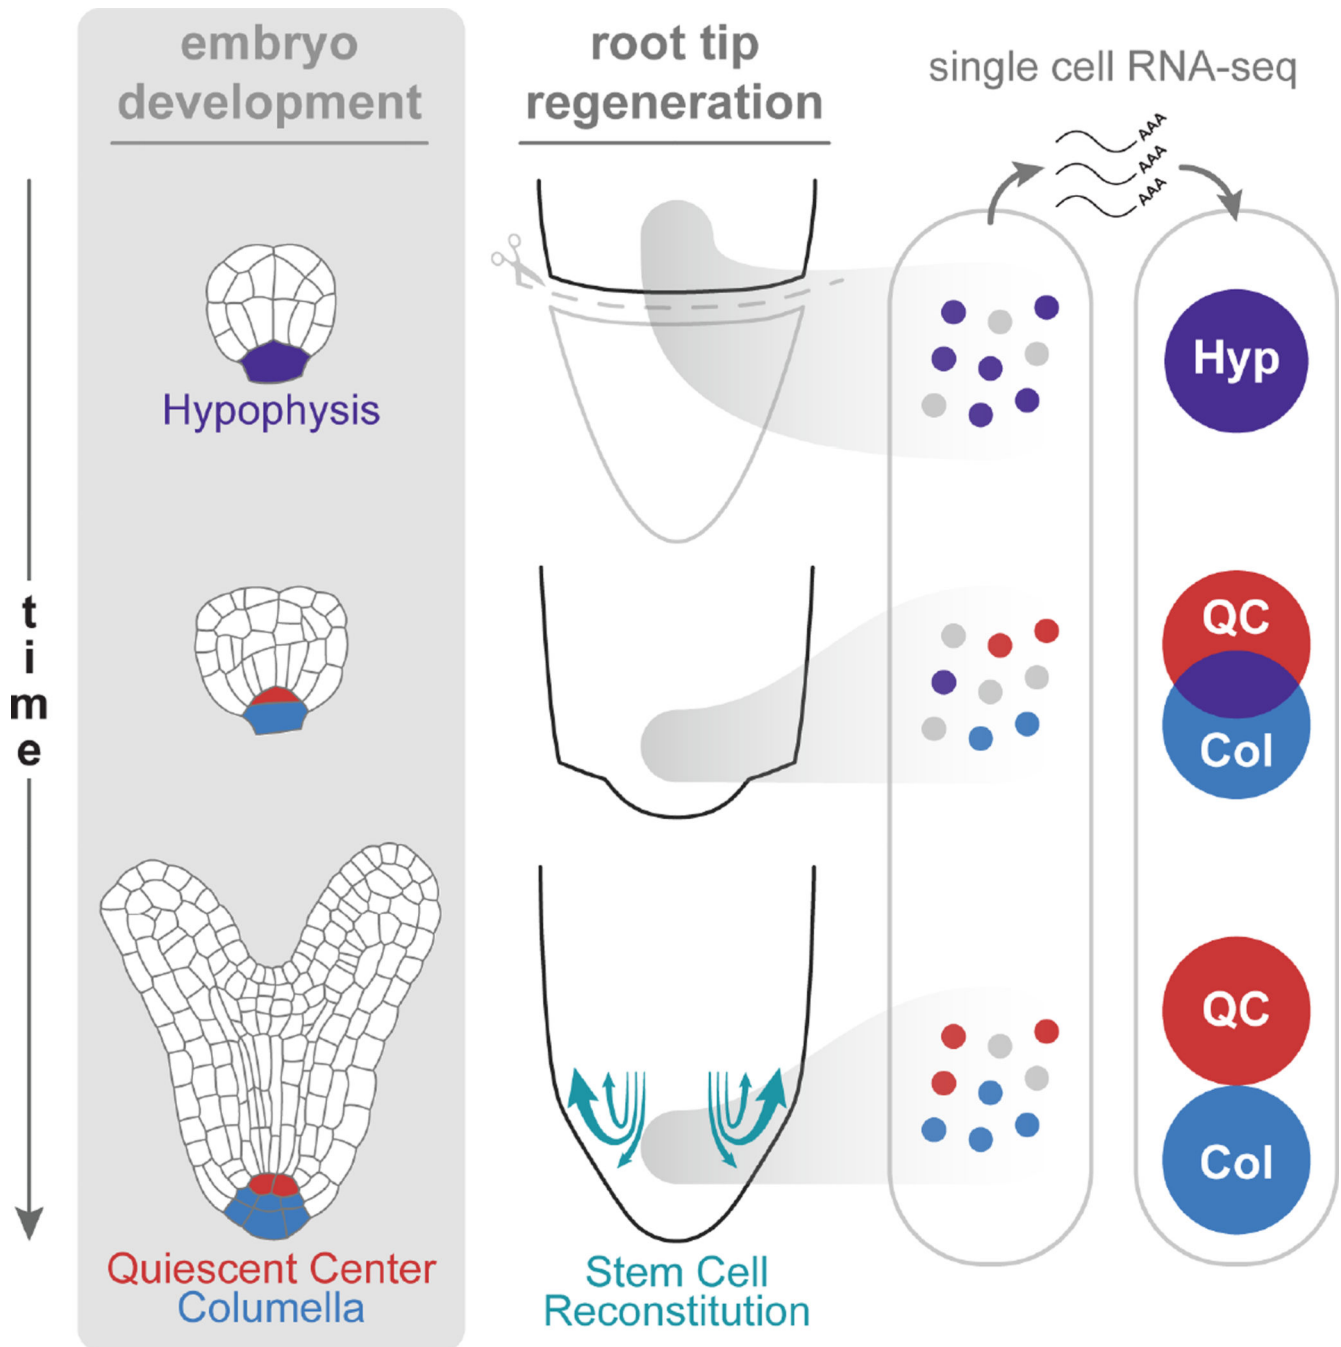 embryo
development
root tip
regeneration
single cell RNA-seq
AAA
AAA
AAA
time
Hypophysis
Hyp
QC
Col
QC
Col
Quiescent Center
Columella
Stem Cell
Reconstitution